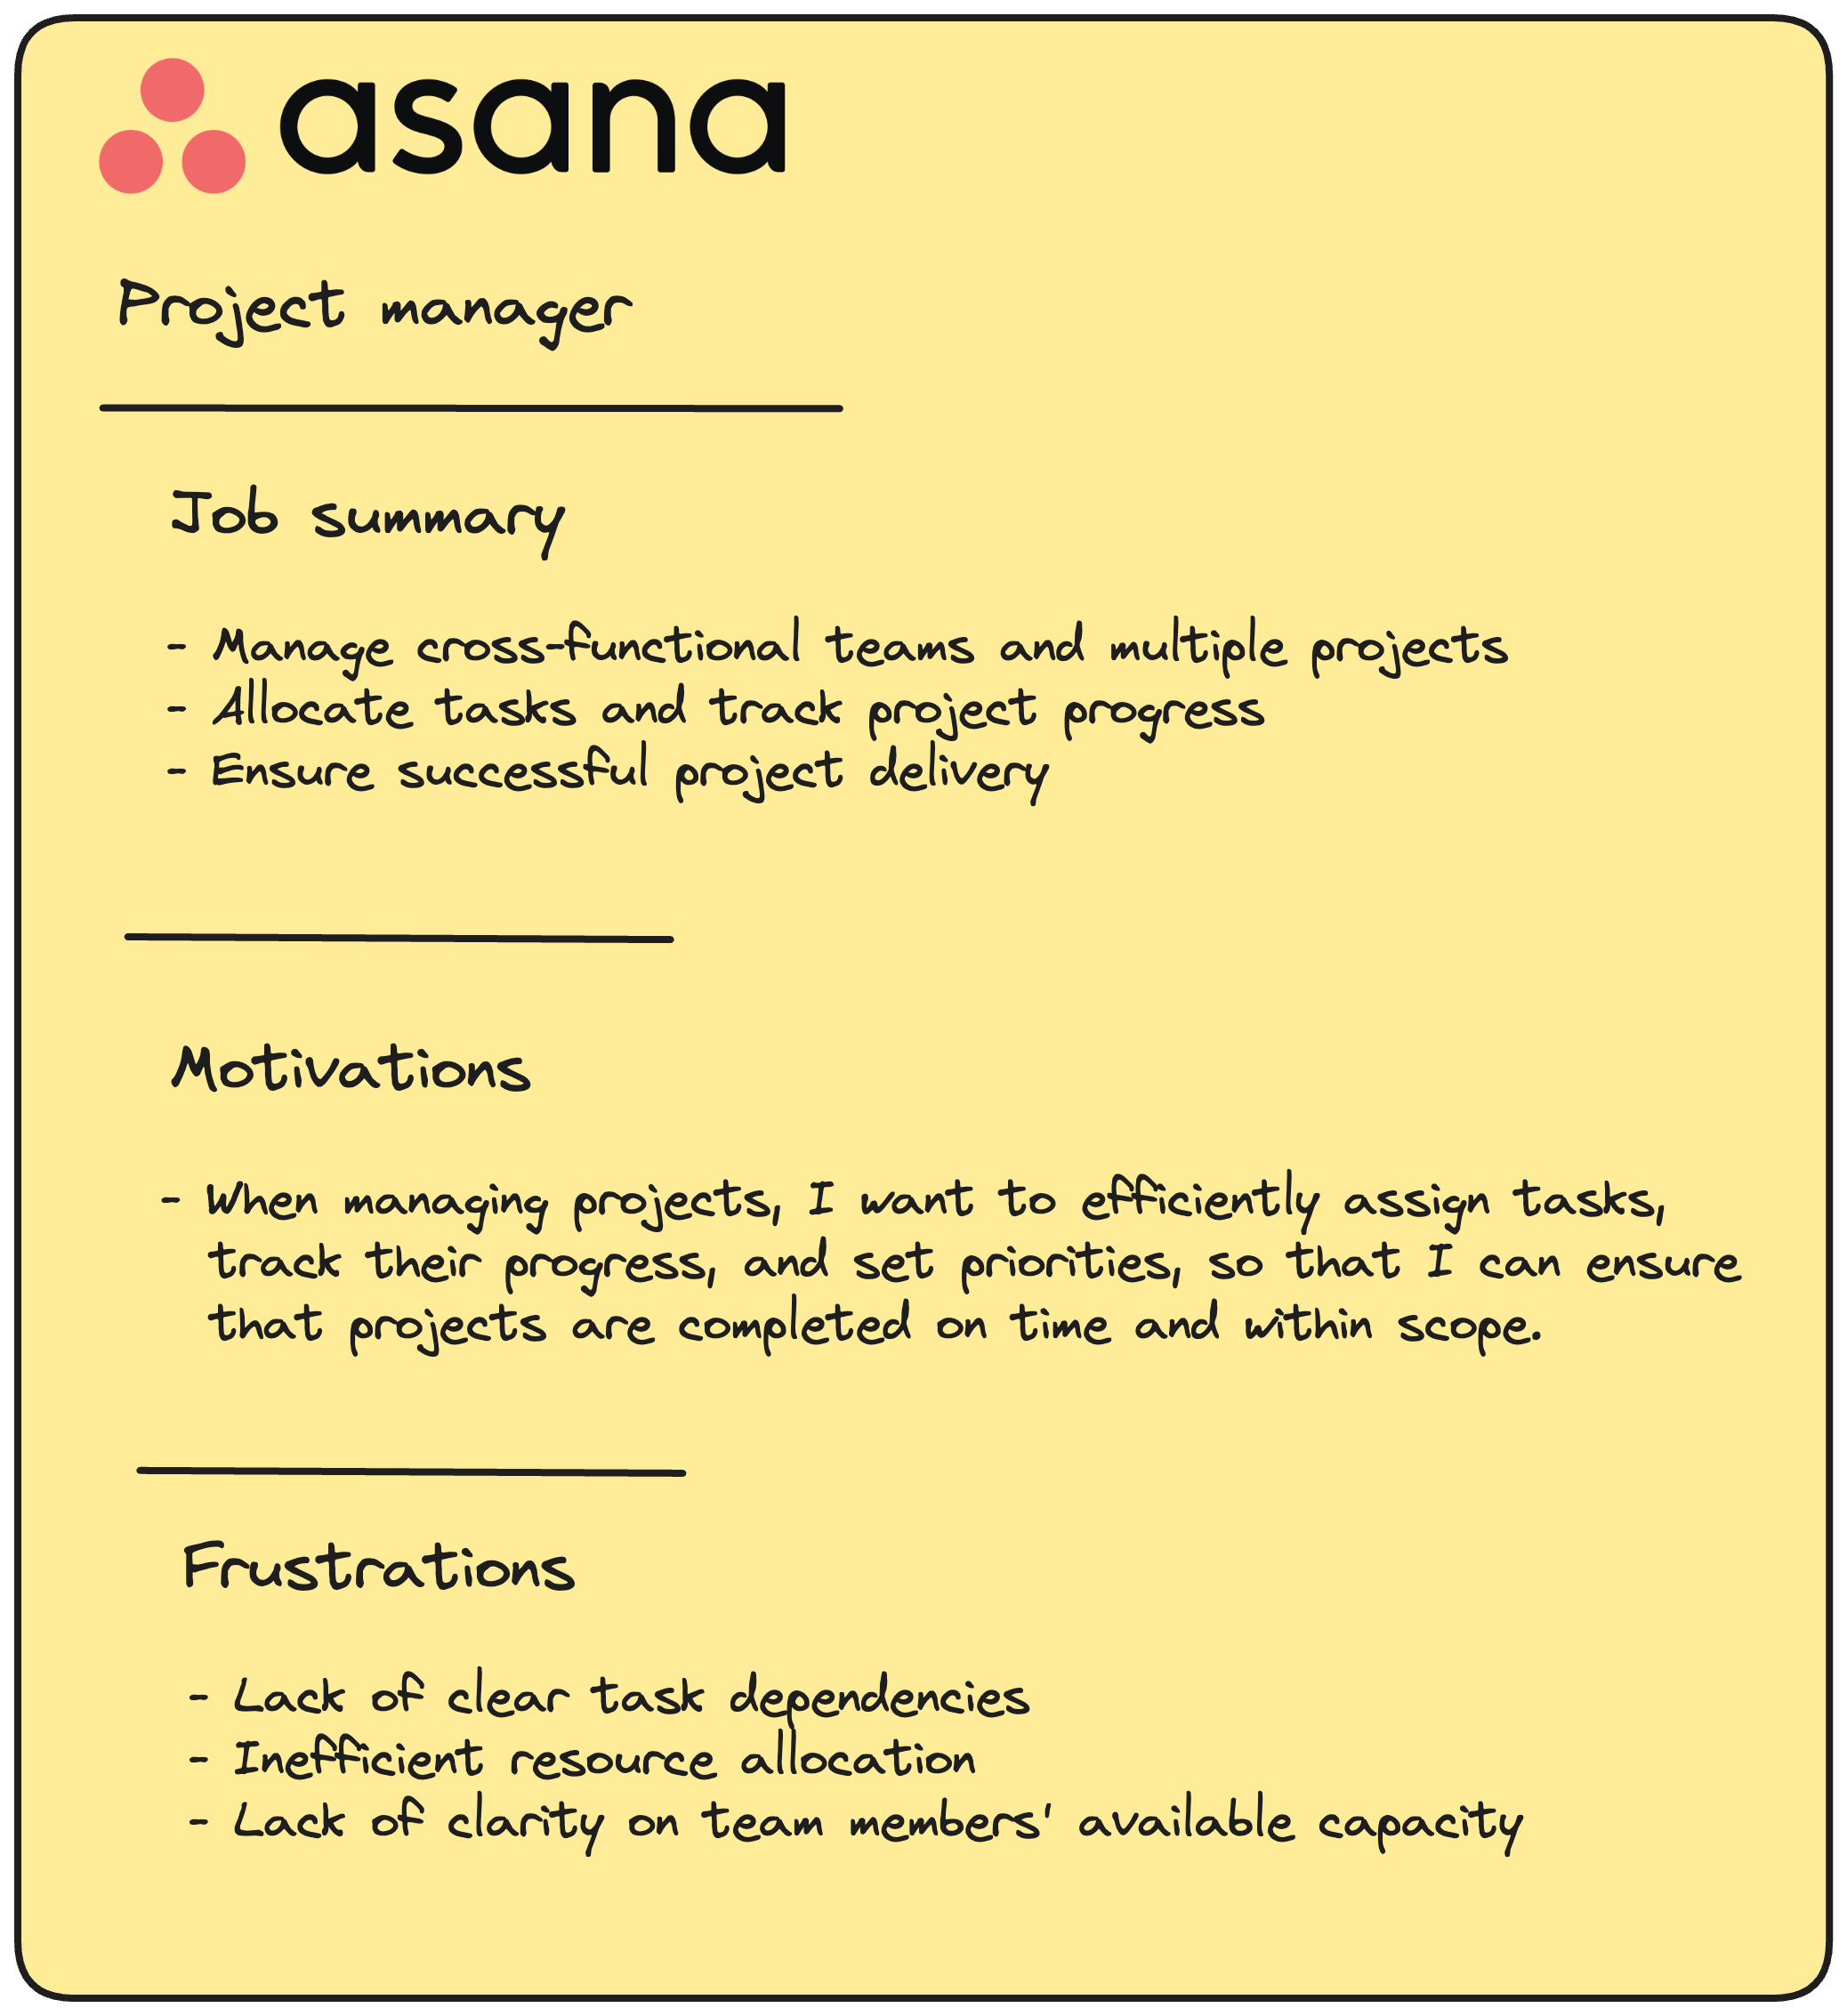 asana
Project manager
Job summary
- Manage cross-functional teams and multiple projects
- Allocate tasks and track project progress
- Ensure successful project delivery
Motivations
- When managing projects, I want to efficiently assign tasks,
track their progress, and set priorities, so that I can ensure
that projects are completed on time and within scope.
Frustrations
- Lack of clear task dependencies
- Inefficient resource allocation
- Lack of clarity on team members' available capacity